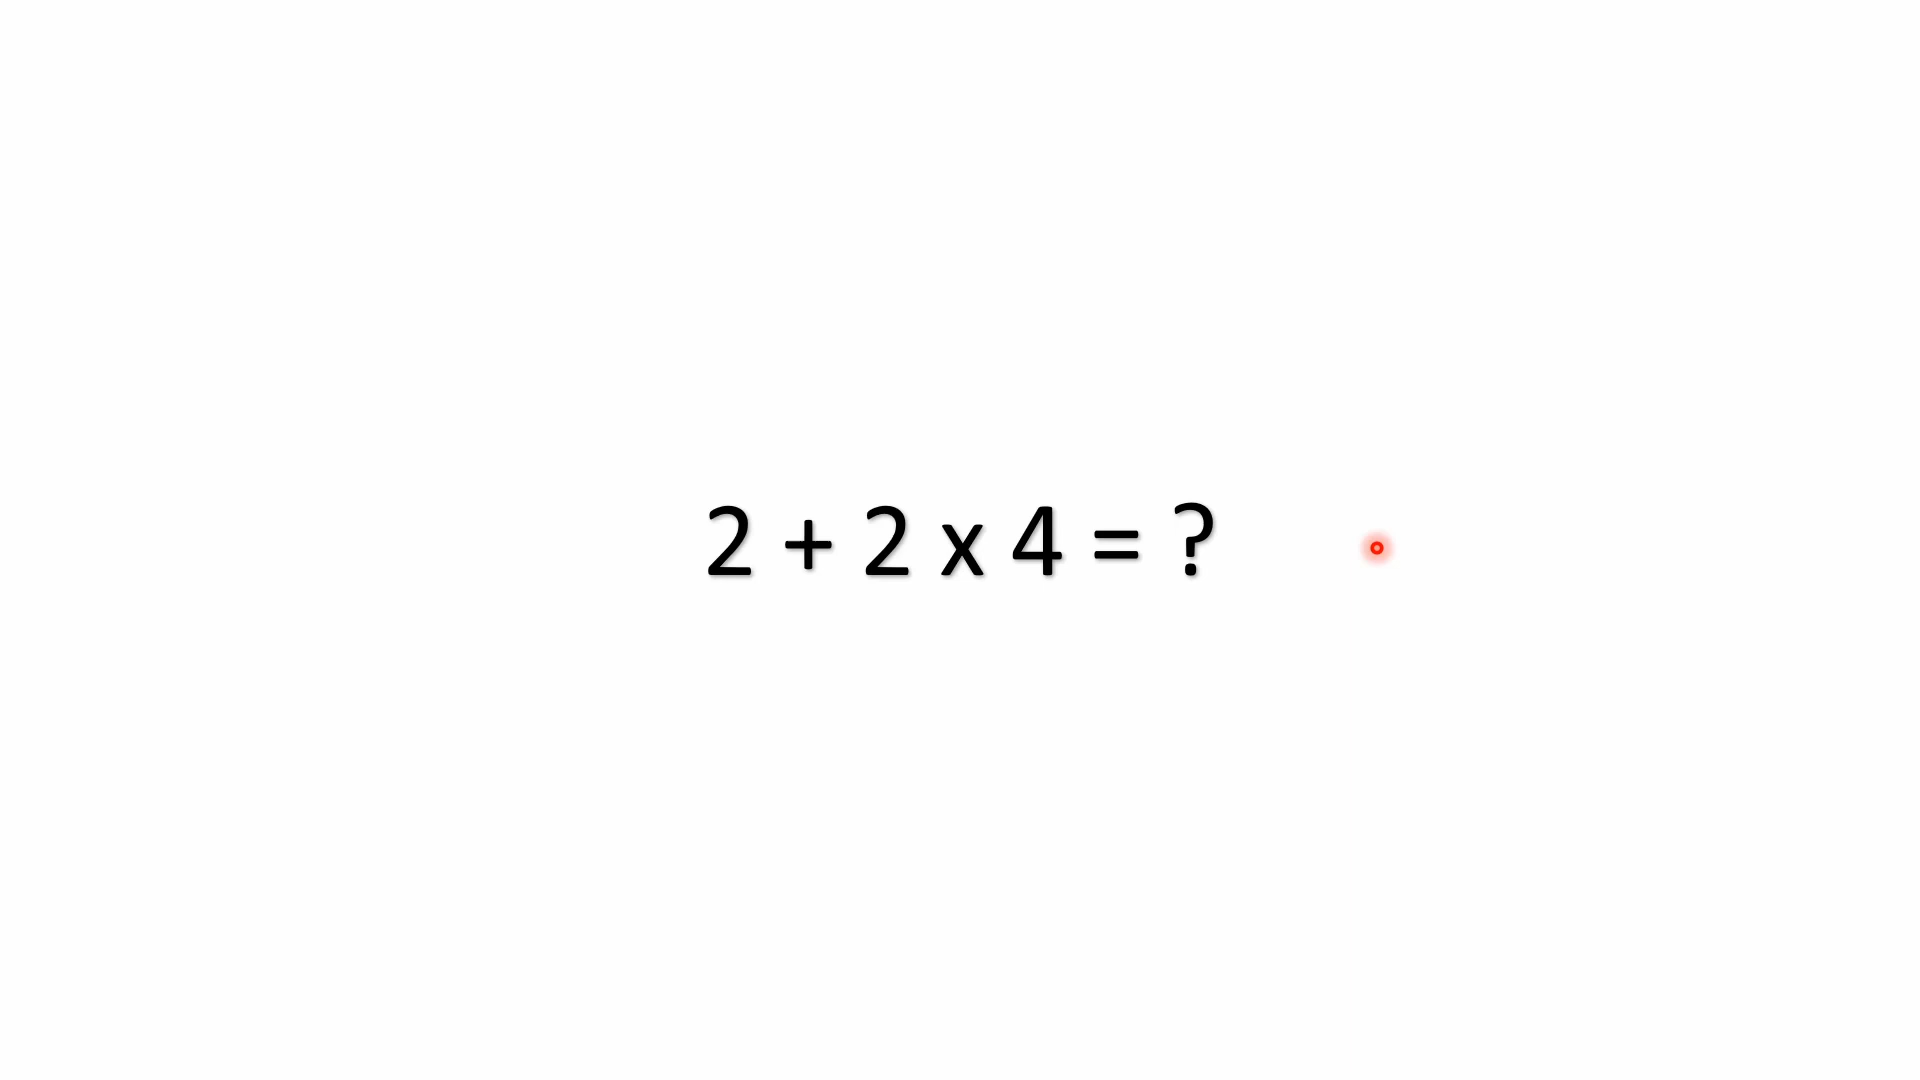 2 + 2 x 4 = ?